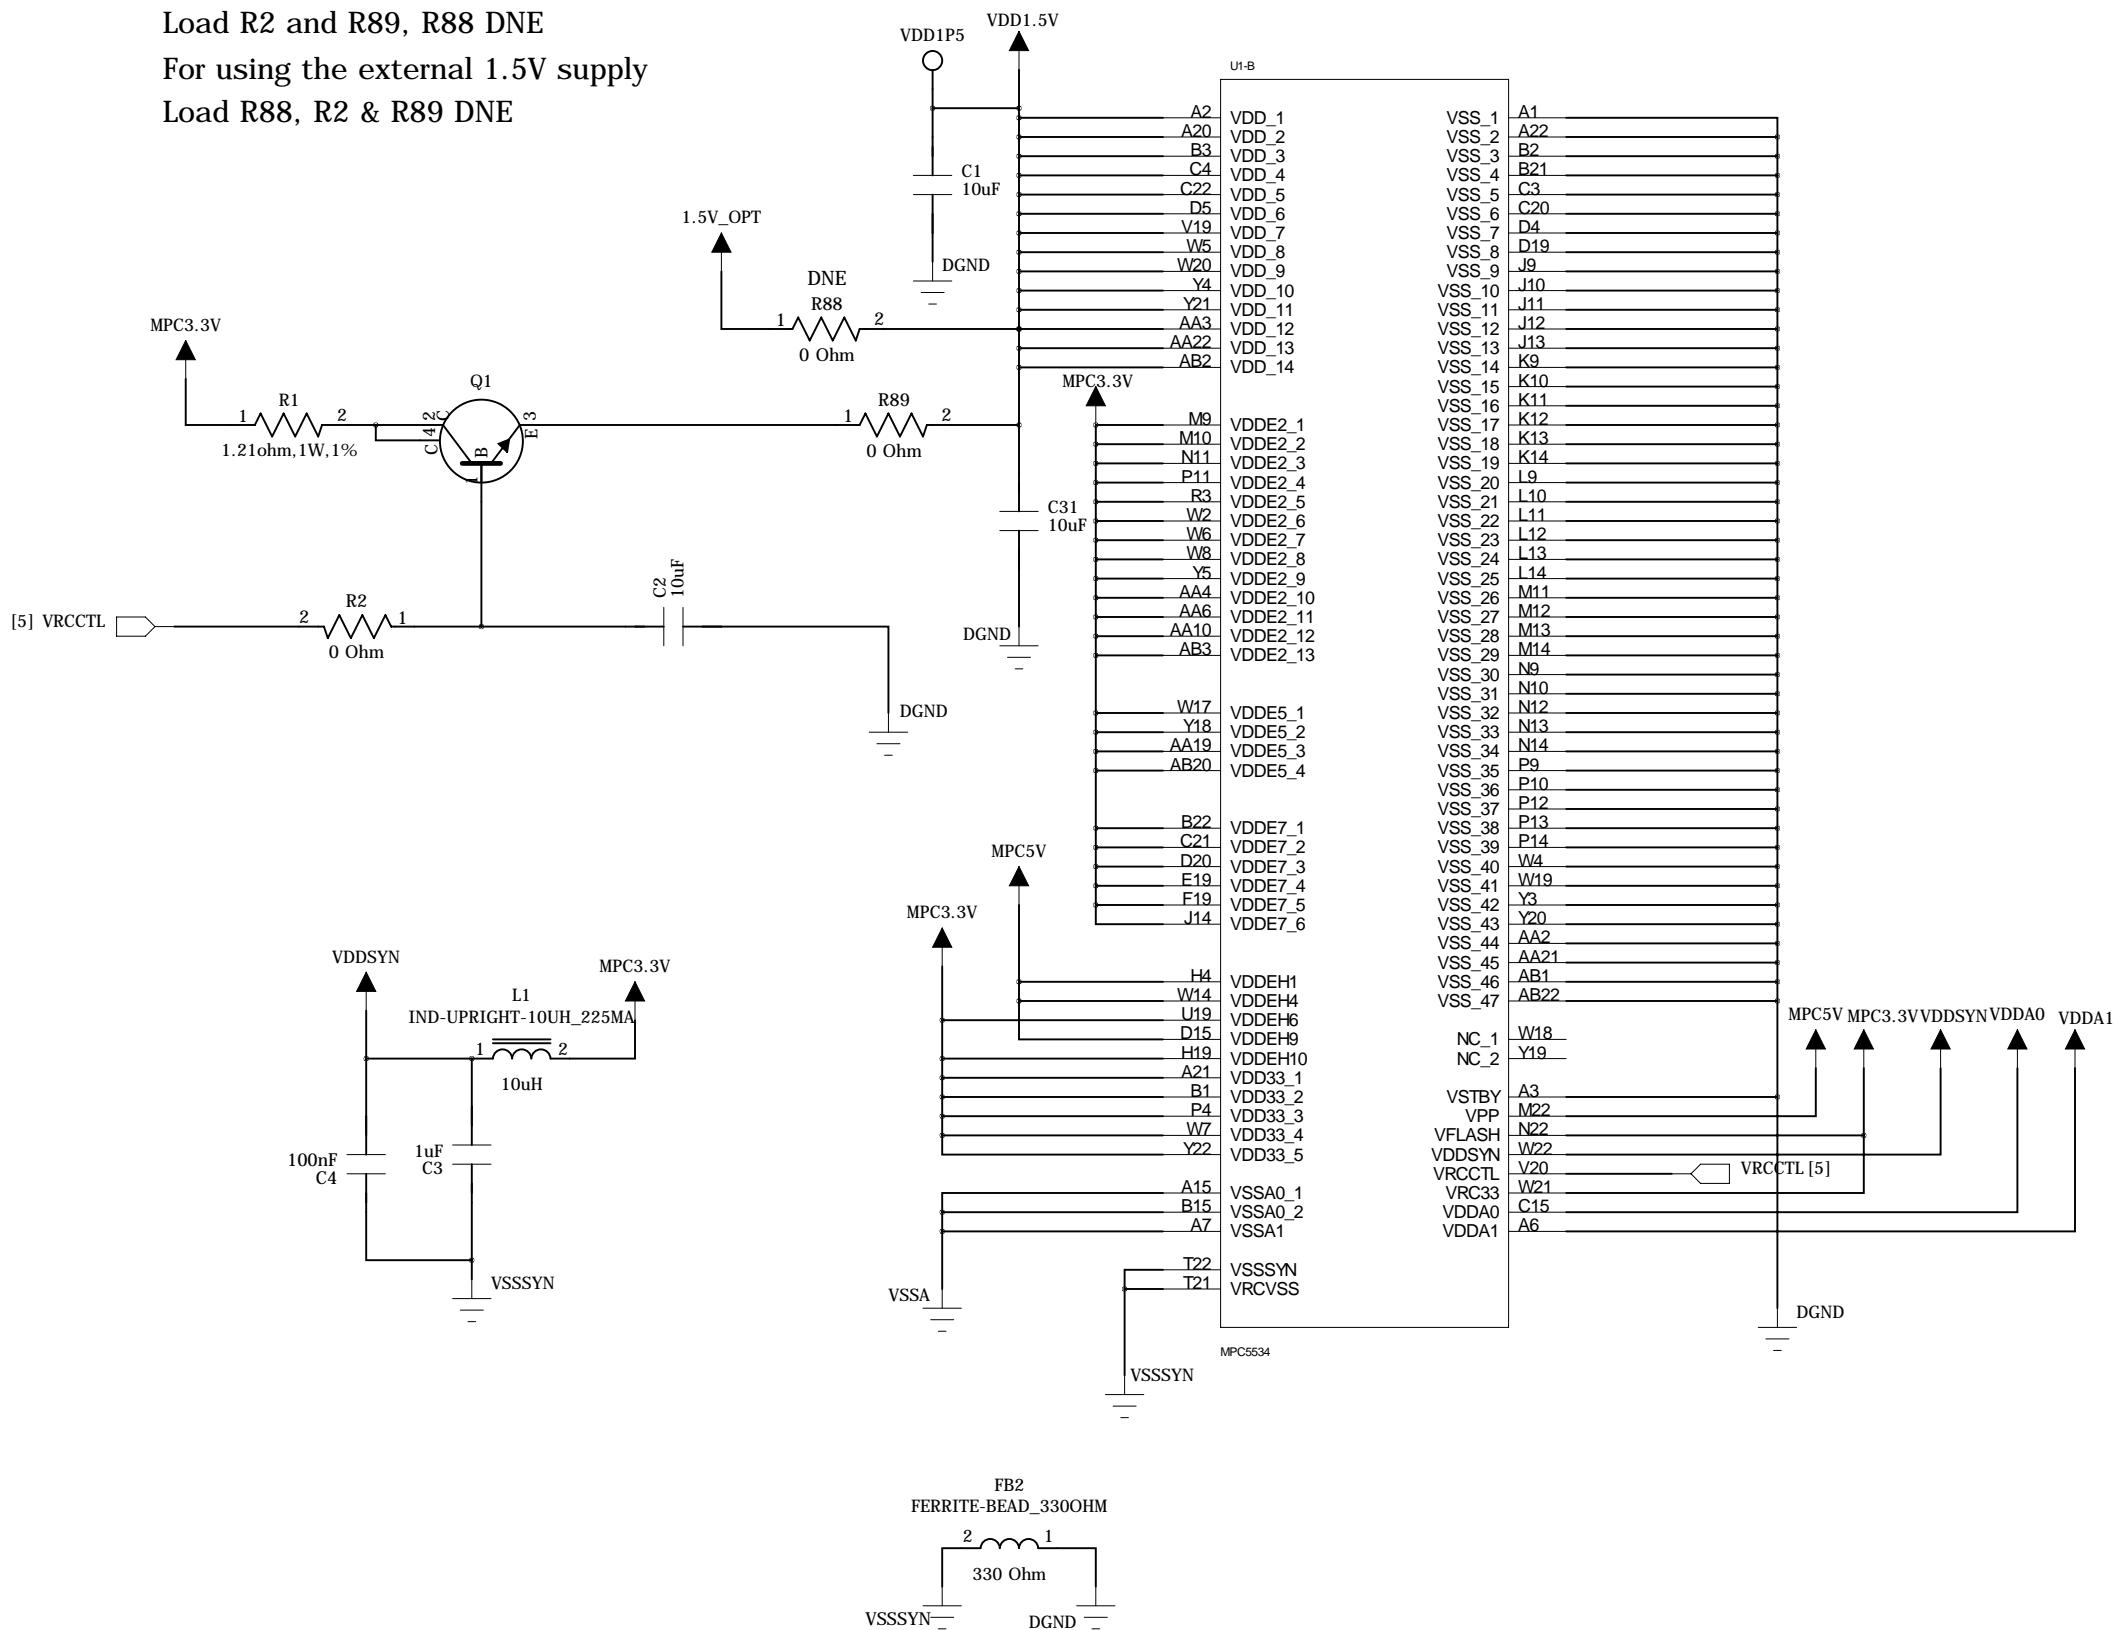 Load R2 and R89, R88 DNE
For using the external 1.5V supply
Load R88, R2 & R89 DNE
VDD1P5
VDD1.5V
C1
10uF
DGND
1.5V_OPT
DNE
R88
1 2
0 Ohm
MPC3.3V
R1
1 2
1.21ohm,1W,1%
Q1
C 2
C 4
B
1
E 3
R89
1 2
0 Ohm
C31
10uF
DGND
[5] VRCCTL
R2
2 1
0 Ohm
C2
10uF
DGND
VDDSYN
MPC3.3V
L1
IND-UPRIGHT-10UH_225MA
1 2
10uH
100nF
C4
1uF
C3
VSSSYN
U1-B
A2 VDD_1
A20 VDD_2
B3 VDD_3
C4 VDD_4
C22 VDD_5
D5 VDD_6
V19 VDD_7
W5 VDD_8
W20 VDD_9
Y4 VDD_10
Y21 VDD_11
AA3 VDD_12
AA22 VDD_13
AB2 VDD_14
MPC3.3V
M9 VDDE2_1
M10 VDDE2_2
N11 VDDE2_3
P11 VDDE2_4
R3 VDDE2_5
W2 VDDE2_6
W6 VDDE2_7
W8 VDDE2_8
Y5 VDDE2_9
AA4 VDDE2_10
AA6 VDDE2_11
AA10 VDDE2_12
AB3 VDDE2_13
W17 VDDE5_1
Y18 VDDE5_2
AA19 VDDE5_3
AB20 VDDE5_4
B22 VDDE7_1
C21 VDDE7_2
D20 VDDE7_3
E19 VDDE7_4
F19 VDDE7_5
J14 VDDE7_6
MPC5V
MPC3.3V
H4 VDDEH1
W14 VDDEH4
U19 VDDEH6
D15 VDDEH9
H19 VDDEH10
A21 VDD33_1
B1 VDD33_2
P4 VDD33_3
W7 VDD33_4
Y22 VDD33_5
A15 VSSA0_1
B15 VSSA0_2
A7 VSSA1
VSSA
T22 VSSSYN
T21 VRCVSS
VSSSYN
VSS_1 A1
VSS_2 A22
VSS_3 B2
VSS_4 B21
VSS_5 C3
VSS_6 C20
VSS_7 D4
VSS_8 D19
VSS_9 J9
VSS_10 J10
VSS_11 J11
VSS_12 J12
VSS_13 J13
VSS_14 K9
VSS_15 K10
VSS_16 K11
VSS_17 K12
VSS_18 K13
VSS_19 K14
VSS_20 L9
VSS_21 L10
VSS_22 L11
VSS_23 L12
VSS_24 L13
VSS_25 L14
VSS_26 M11
VSS_27 M12
VSS_28 M13
VSS_29 M14
VSS_30 N9
VSS_31 N10
VSS_32 N12
VSS_33 N13
VSS_34 N14
VSS_35 P9
VSS_36 P10
VSS_37 P12
VSS_38 P13
VSS_39 P14
VSS_40 W4
VSS_41 W19
VSS_42 Y3
VSS_43 Y20
VSS_44 AA2
VSS_45 AA21
VSS_46 AB1
VSS_47 AB22
MPC5V MPC3.3V VDDSYN VDDA0 VDDA1
NC_1 W18
NC_2 Y19
VSTBY A3
VPP M22
VFLASH N22
VDDSYN W22
VRCCTL V20 VRCCTL [5]
VRC33 W21
VDDA0 C15
VDDA1 A6
DGND
MPC5534
FB2
FERRITE-BEAD_330OHM
2 1
330 Ohm
VSSSYN
DGND